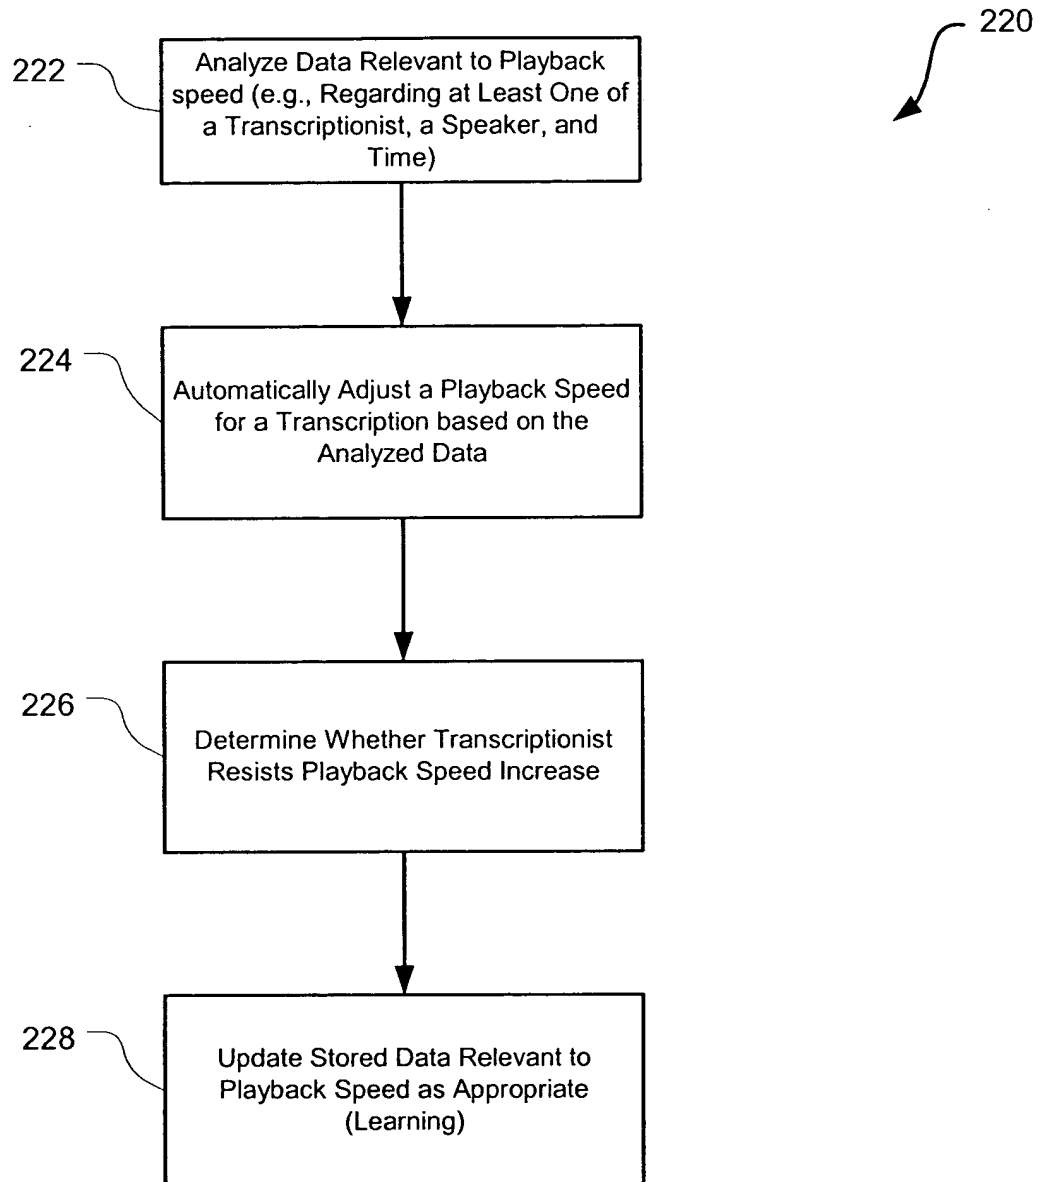 220
222
Analyze Data Relevant to Playback
speed (e.g., Regarding at Least One of
a Transcriptionist, a Speaker, and
Time)
224
Automatically Adjust a Playback Speed
for a Transcription based on the
Analyzed Data
226
Determine Whether Transcriptionist
Resists Playback Speed Increase
228
Update Stored Data Relevant to
Playback Speed as Appropriate
(Learning)